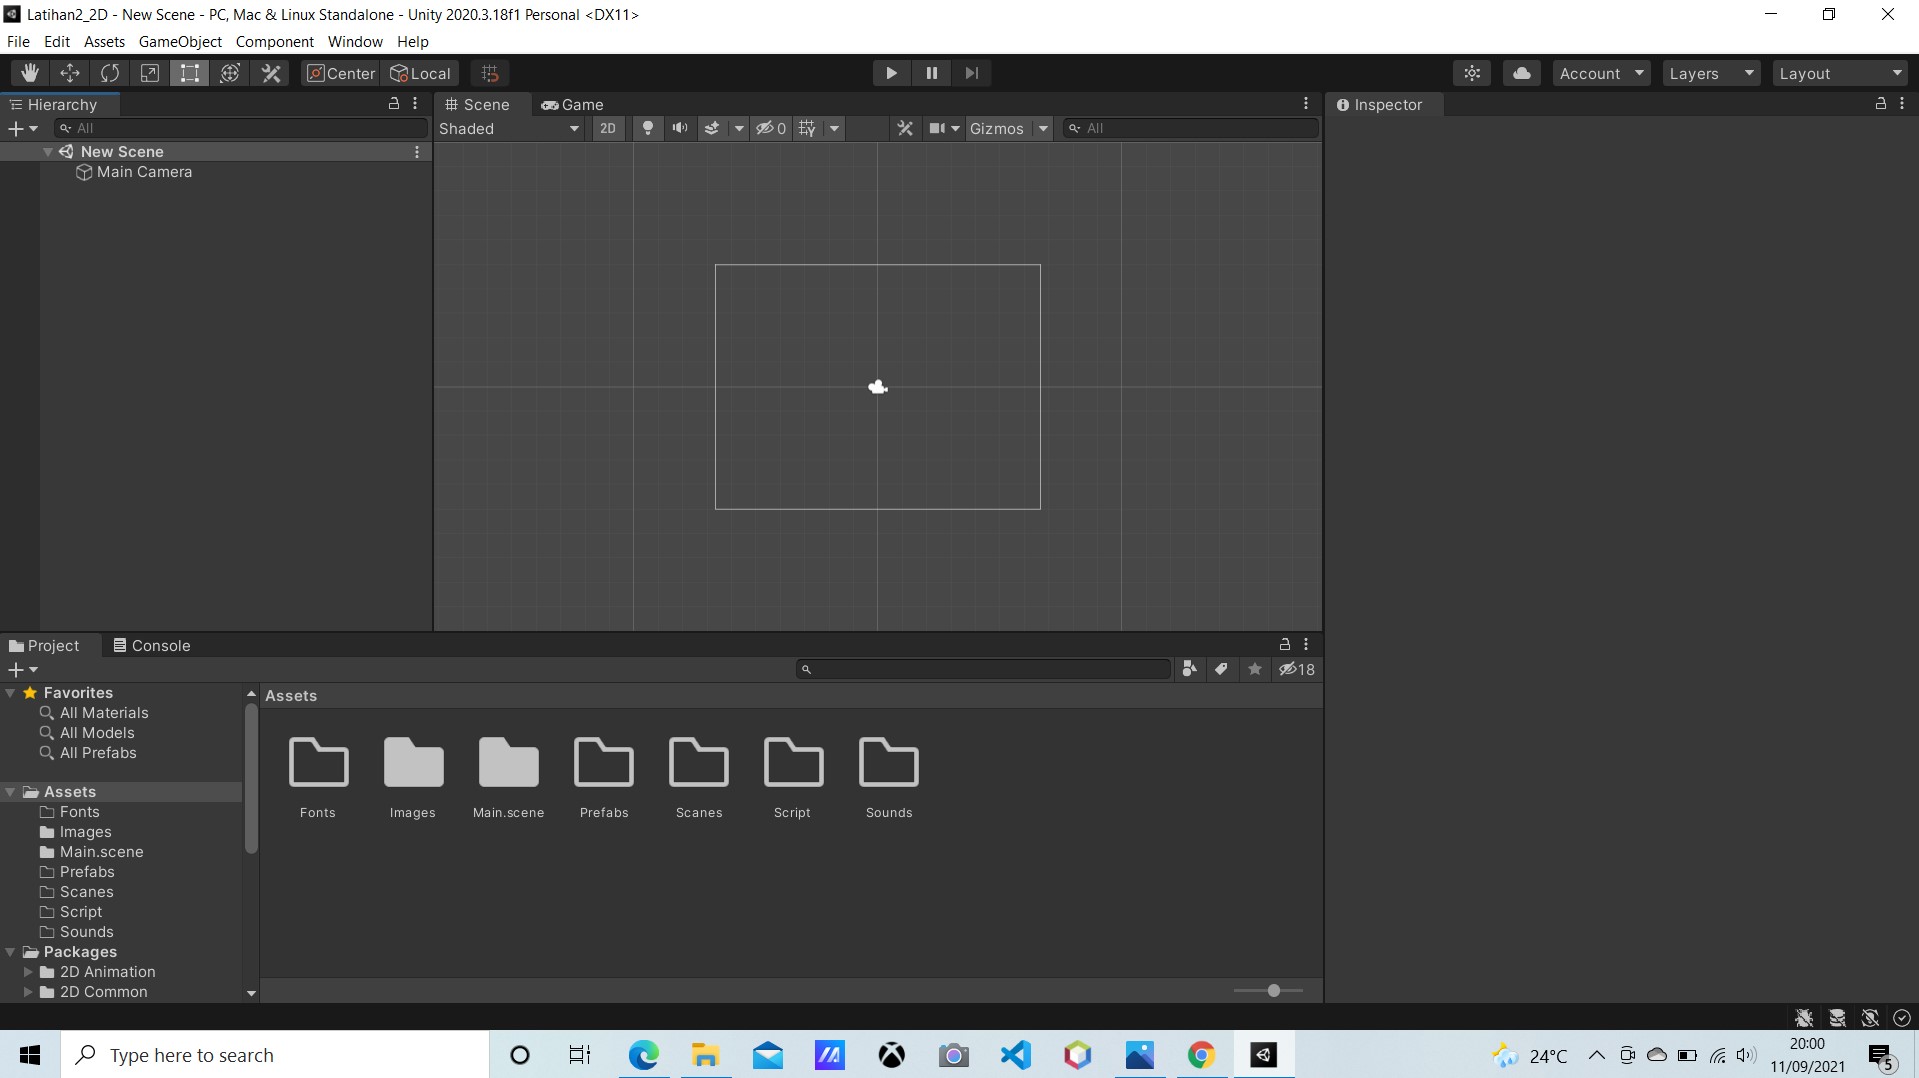 Latihan2_2D - New Scene - PC, Mac & Linux Standalone - Unity 2020.3.18f1 Personal <DX11>
File Edit Assets GameObject Component Window Help
Center Local Account Layers Layout
Hierarchy
All
New Scene
Main Camera
Scene Game
Shaded 2D 0 Gizmos All
Inspector
Project Console
18
Favorites
All Materials
All Models
All Prefabs
Assets
Fonts
Images
Main.scene
Prefabs
Scanes
Script
Sounds
Packages
2D Animation
2D Common
Assets
Fonts Images Main.scene Prefabs Scanes Script Sounds
Type here to search
24°C
20:00
11/09/2021
5